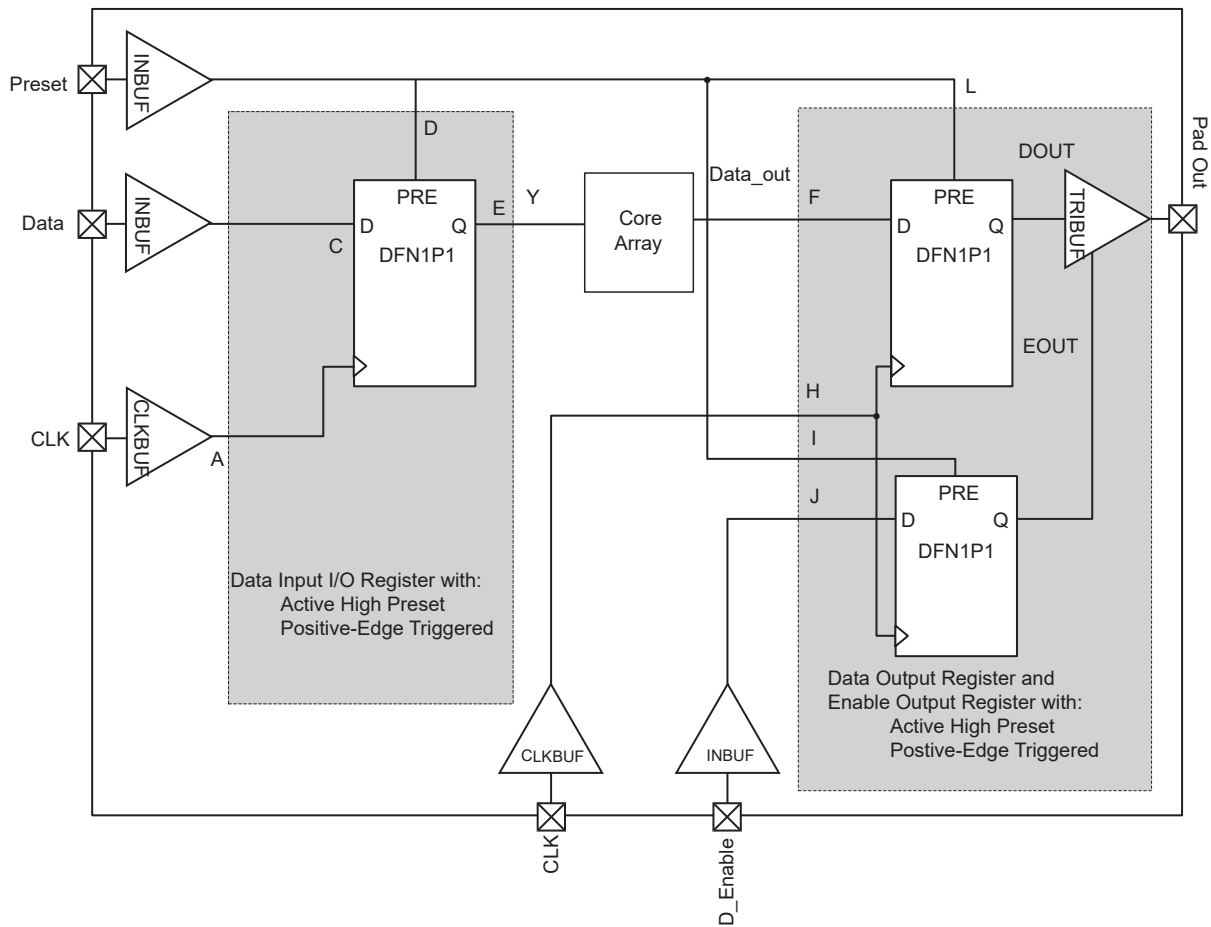 Preset
INBUF
L
D
Pad Out
DOUT
PRE
D
Q
DFN1P1
Data
INBUF
C
E
Y
Core
Array
Data_out
F
PRE
D
Q
DFN1P1
TRIBUF
EOUT
CLK
CLKBUF
A
H
I
J
PRE
D
Q
DFN1P1
Data Input I/O Register with:
Active High Preset
Positive-Edge Triggered
Data Output Register and
Enable Output Register with:
Active High Preset
Postive-Edge Triggered
CLKBUF
INBUF
CLK
D_Enable